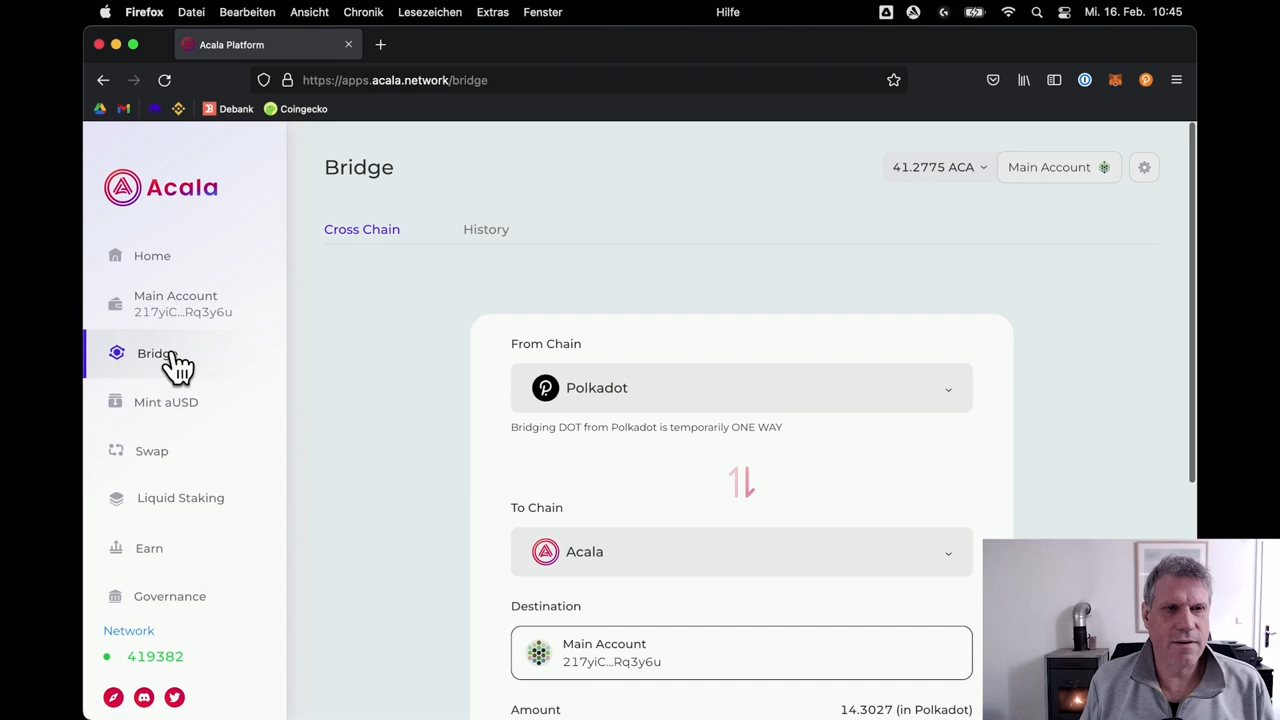 Firefox Datei Bearbeiten Ansicht Chronik Lesezeichen Extras Fenster Hilfe Mi. 16. Feb. 10:45
Acala Platform
https://apps.acala.network/bridge
Debank Coingecko
Acala
Home
Main Account
217yiC...Rq3y6u
Bridge
Mint aUSD
Swap
Liquid Staking
Earn
Governance
Network
419382
Bridge
41.2775 ACA
Main Account
Cross Chain
History
From Chain
Polkadot
Bridging DOT from Polkadot is temporarily ONE WAY
To Chain
Acala
Destination
Main Account
217yiC...Rq3y6u
Amount
14.3027 (in Polkadot)